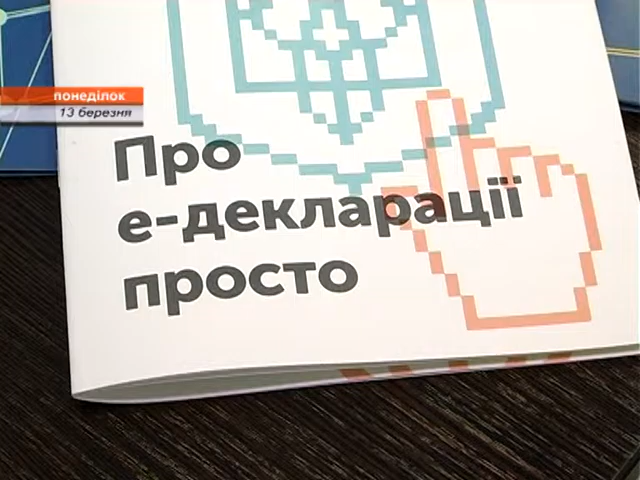 понеділок
13 березня
Про
е-декларації
просто